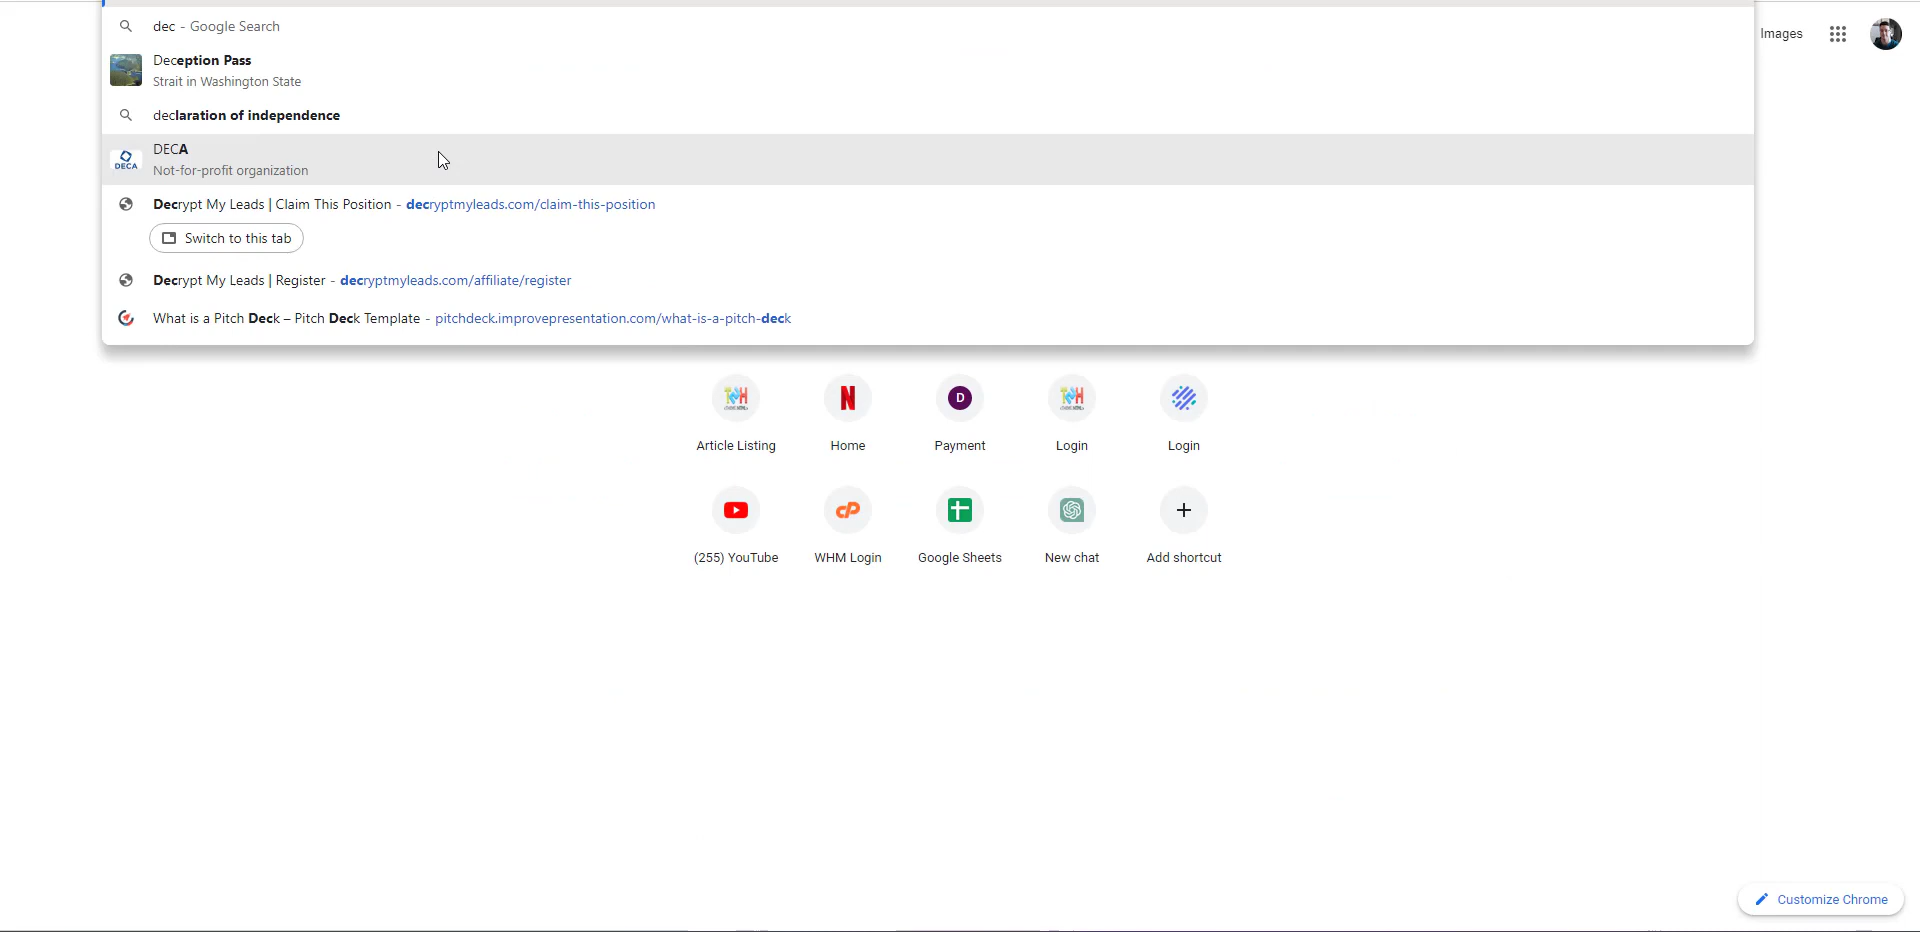 dec - Google Search
Images
Deception Pass
Strait in Washington State
declaration of independence
DECA
DECA
Not-for-profit organization
Decrypt My Leads | Claim This Position - decryptmyleads.com/claim-this-position
Switch to this tab
Decrypt My Leads | Register - decryptmyleads.com/affiliate/register
What is a Pitch Deck – Pitch Deck Template - pitchdeck.improvepresentation.com/what-is-a-pitch-deck
D
Article Listing
Home
Payment
Login
Login
(255) YouTube
WHM Login
Google Sheets
New chat
Add shortcut
Customize Chrome